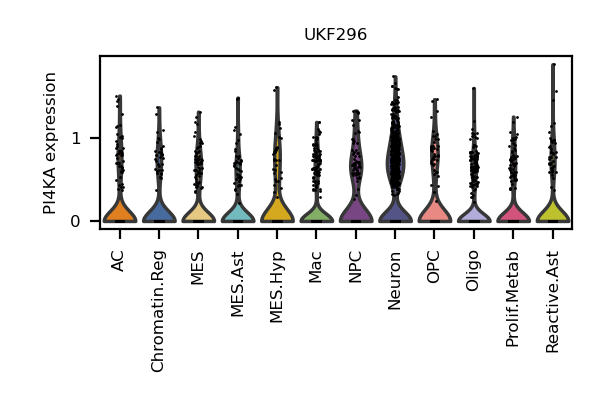 UKF296
PI4KA expression
1
0
AC
Chromatin.Reg
MES
MES.Ast
MES.Hyp
Mac
NPC
Neuron
OPC
Oligo
Prolif.Metab
Reactive.Ast